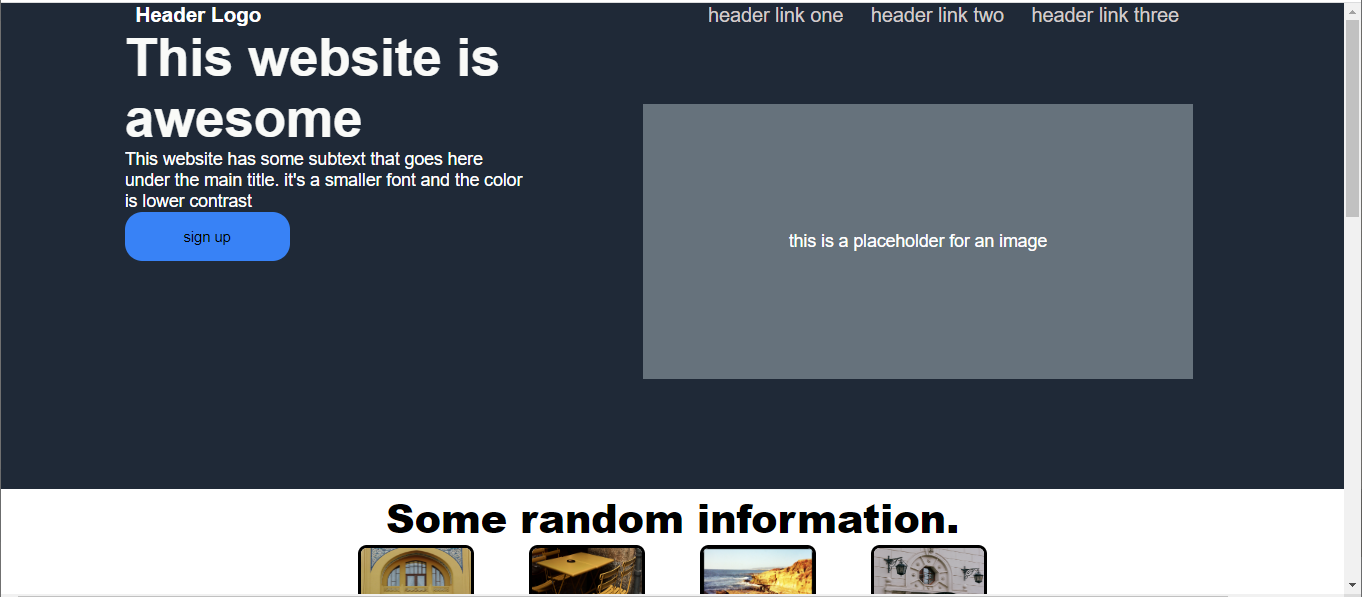 Header Logo
header link one
header link two
header link three
This website is
awesome
This website has some subtext that goes here
under the main title. it's a smaller font and the color
is lower contrast
sign up
this is a placeholder for an image
Some random information.